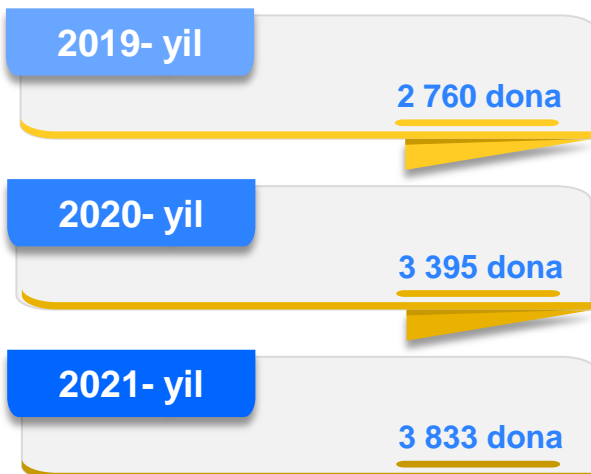 2019- yil
2 760 dona
2020- yil
3 395 dona
2021- yil
3 833 dona